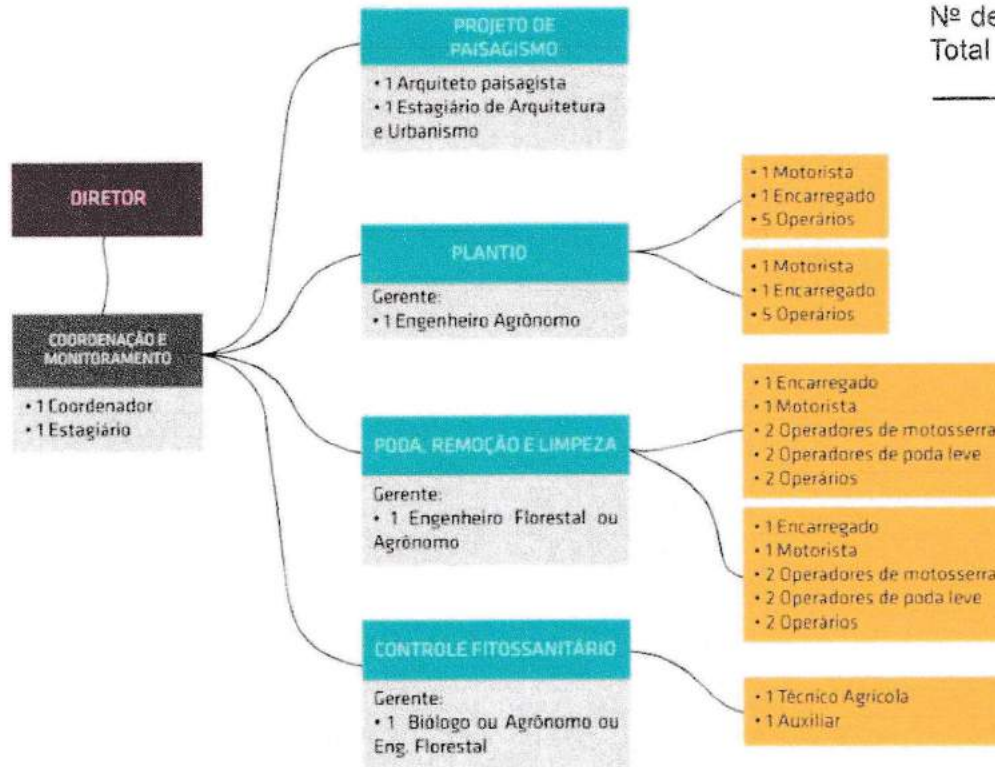 Nº de
Total
PROJETO DE
PAISAGISMO
• 1 Arquiteto paisagista
• 1 Estagiário de Arquitetura
e Urbanismo
DIRETOR
COORDENAÇÃO E
MONITORAMENTO
• 1 Coordenador
• 1 Estagiário
PLANTIO
Gerente:
• 1 Engenheiro Agrônomo
• 1 Motorista
• 1 Encarregado
• 5 Operários
• 1 Motorista
• 1 Encarregado
• 5 Operários
PODA, REMOÇÃO E LIMPEZA
Gerente:
• 1 Engenheiro Florestal ou
Agrônomo
• 1 Encarregado
• 1 Motorista
• 2 Operadores de motosserra
• 2 Operadores de poda leve
• 2 Operários
• 1 Encarregado
• 1 Motorista
• 2 Operadores de motosserra
• 2 Operadores de poda leve
• 2 Operários
CONTROLE FITOSSANITÁRIO
Gerente:
• 1 Biólogo ou Agrônomo ou
Eng. Florestal
• 1 Técnico Agrícola
• 1 Auxiliar